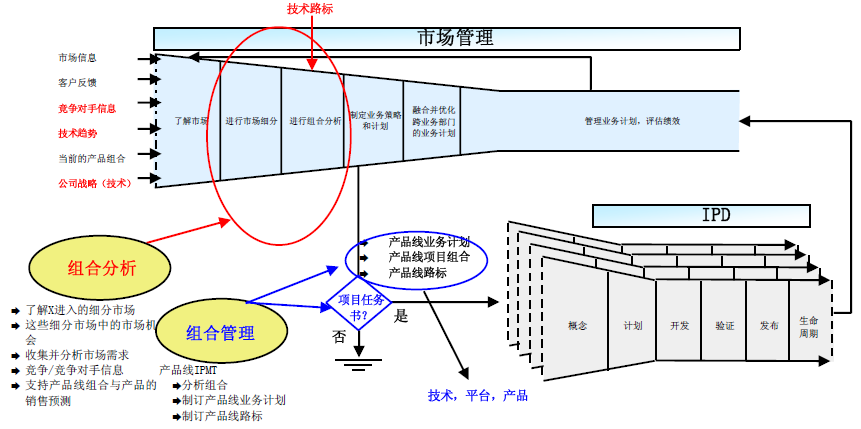 技术路标
市场管理
市场信息
客户反馈
竞争对手信息
技术趋势
当前的产品组合
公司战略（技术）
了解市场
进行市场细分
进行组合分析
制定业务策略
和计划
融合并优化
跨业务部门
的业务计划
管理业务计划，评估绩效
IPD
产品线业务计划
产品线项目组合
产品线路标
组合分析
了解X进入的细分市场
这些细分市场中的市场机
会
收集并分析市场需求
竞争/竞争对手信息
支持产品线组合与产品的
销售预测
组合管理
产品线IPMT
分析组合
制订产品线业务计划
制订产品线路标
项目任务
书？
是
否
技术，平台，产品
概念
计划
开发
验证
发布
生命
周期